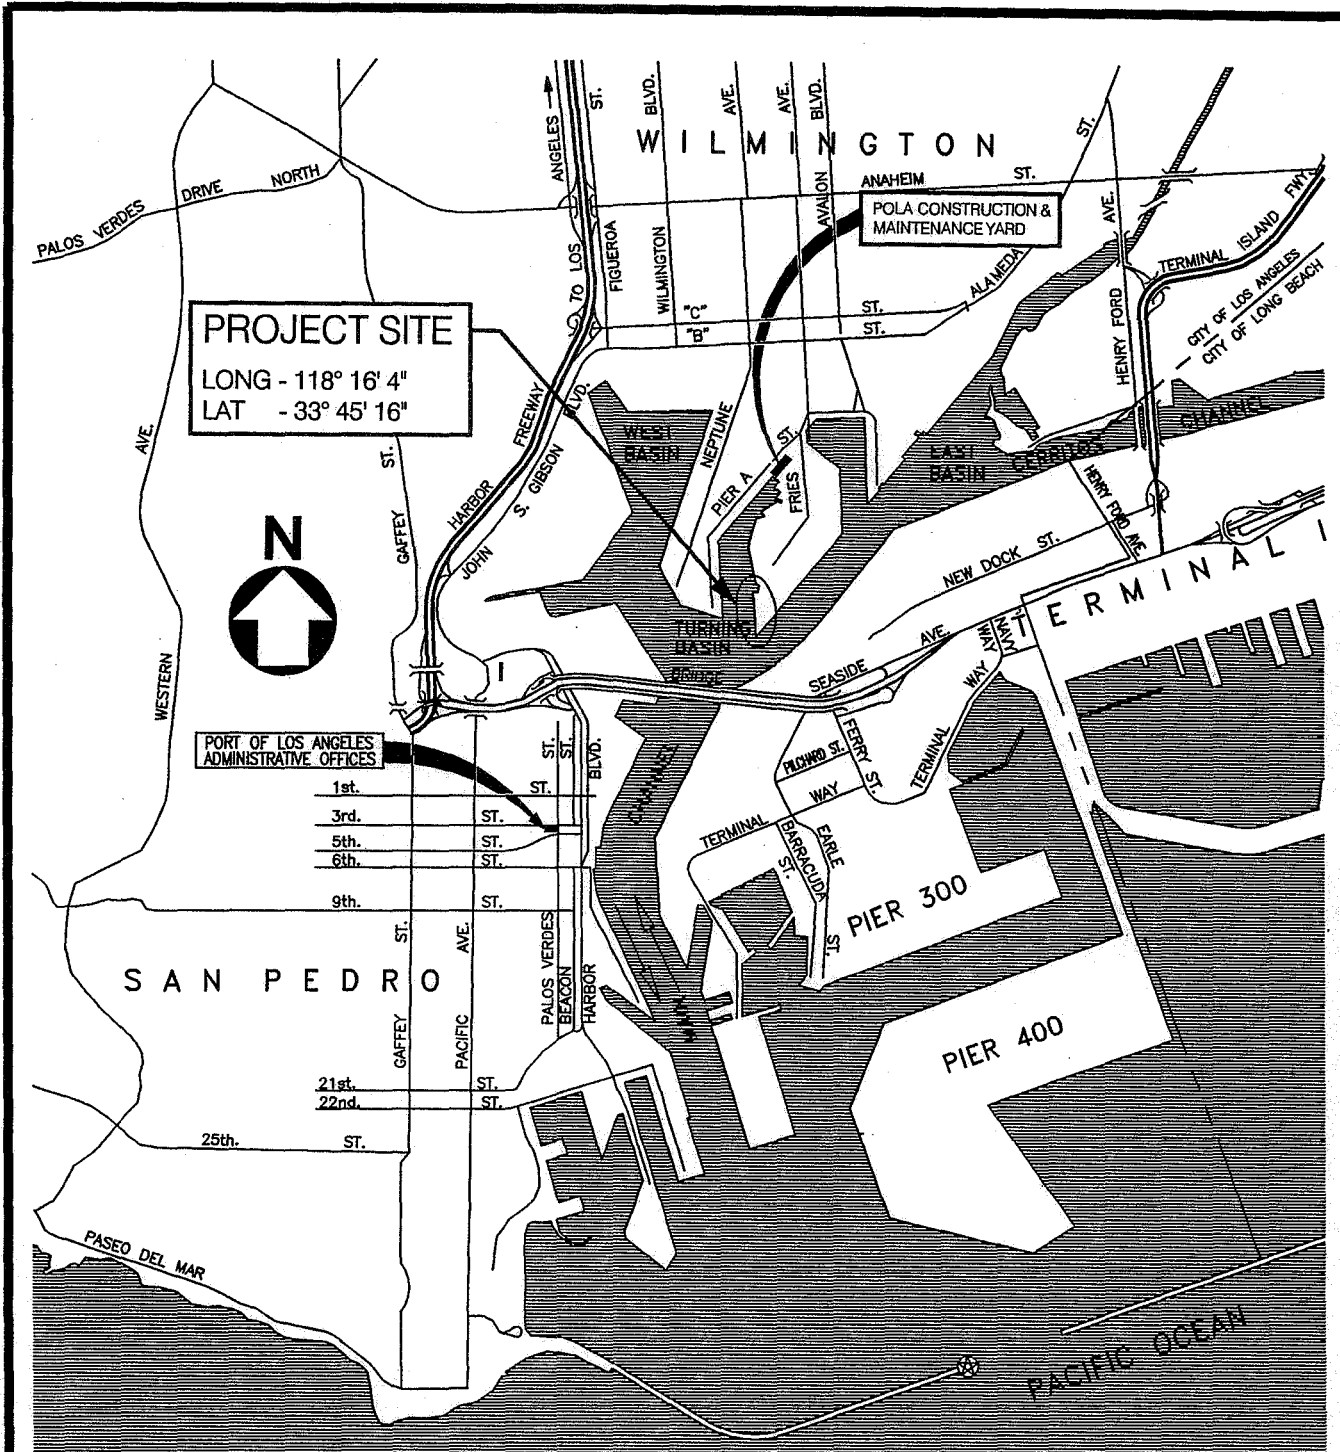 WILMINGTON
ANGELES
ST.
BLVD.
AVE.
AVE.
BLVD.
ST.
PALOS VERDES DRIVE NORTH
ANAHEIM ST.
POLA CONSTRUCTION &
MAINTENANCE YARD
AVALON
AVE.
TERMINAL ISLAND FWY.
TO LOS
FIGUEROA
WILMINGTON
ALAMEDA
"C" ST.
"B" ST.
HENRY FORD
CITY OF LOS ANGELES
CITY OF LONG BEACH
PROJECT SITE
LONG - 118° 16' 4"
LAT - 33° 45' 16"
FREEWAY
BLVD.
AVE.
ST.
WEST
BASIN
NEPTUNE
ST.
PIER A
FRIES
EAST
BASIN
CERRITOS
CHANNEL
HARBOR
S. GIBSON
JOHN
GAFFEY
N
HENRY FORD AVE.
NEW DOCK ST.
TERMINAL I
TURNING
BASIN
BRIDGE
SEASIDE AVE.
NAVY
WAY
WESTERN
I
PORT OF LOS ANGELES
ADMINISTRATIVE OFFICES
ST.
ST.
BLVD.
CHANNEL
PILCHARD ST.
FERRY ST.
TERMINAL WAY
1st. ST.
3rd. ST.
5th. ST.
6th. ST.
9th. ST.
TERMINAL WAY
EARLE
BARRACUDA
ST.
ST.
PIER 300
SAN PEDRO
ST.
AVE.
PALOS VERDES
BEACON
HARBOR
MAIN
GAFFEY
PACIFIC
PIER 400
21st. ST.
22nd. ST.
25th. ST.
PASEO DEL MAR
PACIFIC OCEAN